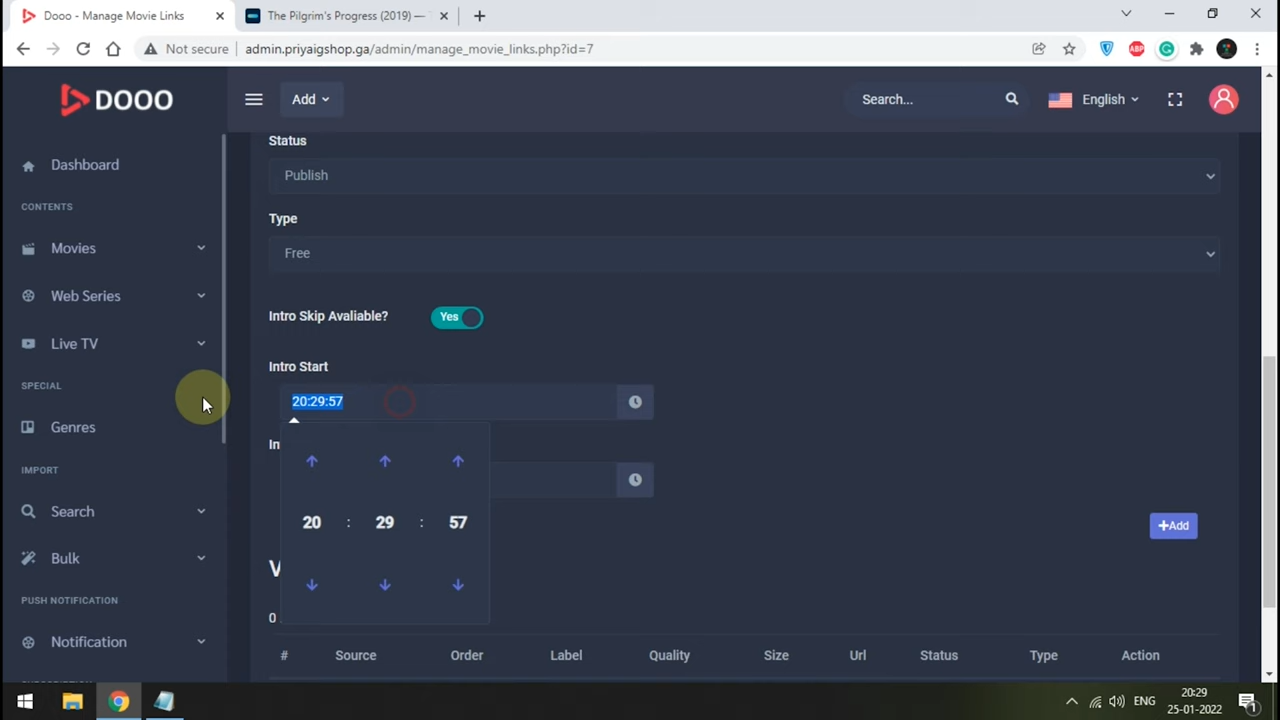 Dooo - Manage Movie Links
The Pilgrim's Progress (2019) —
Not secure
admin.priyaigshop.ga/admin/manage_movie_links.php?id=7
ABP
DOOO
Add
Search...
English
Dashboard
CONTENTS
Movies
Web Series
Live TV
SPECIAL
Genres
IMPORT
Search
Bulk
PUSH NOTIFICATION
Notification
Status
Publish
Type
Free
Intro Skip Avaliable?
Yes
Intro Start
20:29:57
In
20 : 29 : 57
+Add
V
0
# Source Order Label Quality Size Url Status Type Action
ENG
20:29
25-01-2022
1